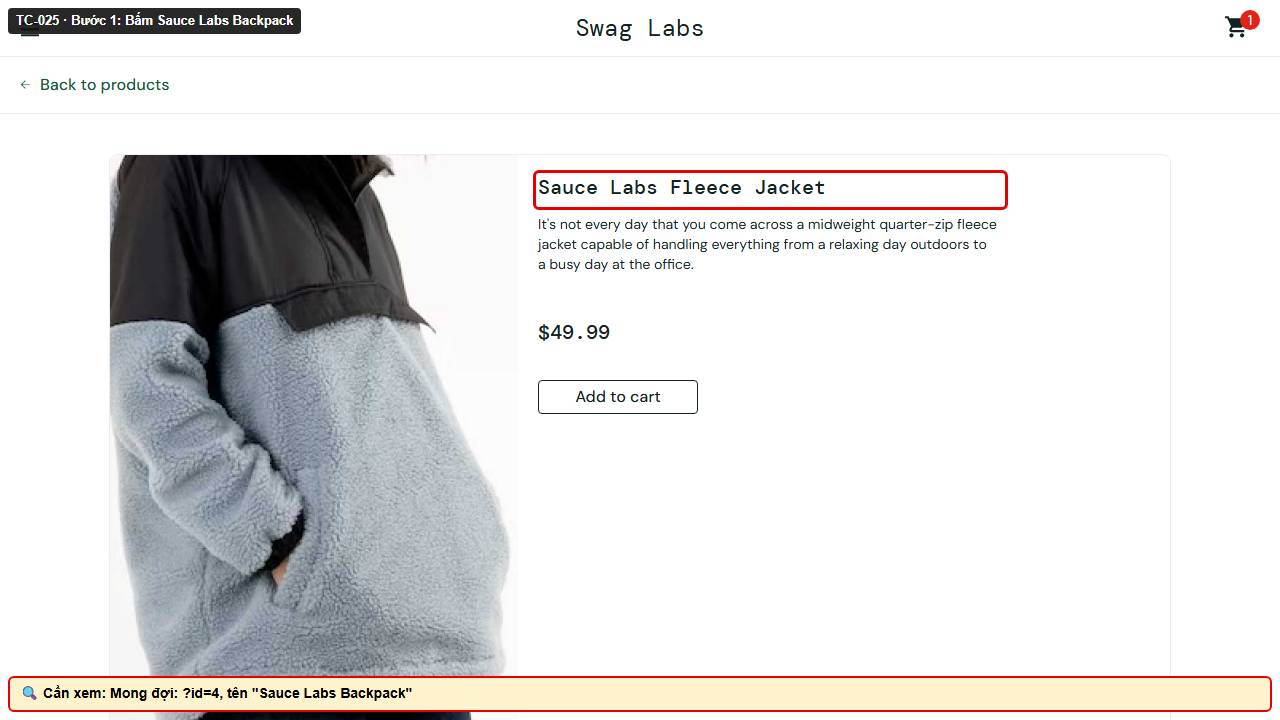 TC-025 · Bước 1: Bấm Sauce Labs Backpack
Swag Labs
1
Back to products
Sauce Labs Fleece Jacket
It's not every day that you come across a midweight quarter-zip fleece
jacket capable of handling everything from a relaxing day outdoors to
a busy day at the office.
$49.99
Add to cart
Cần xem: Mong đợi: ?id=4, tên "Sauce Labs Backpack"